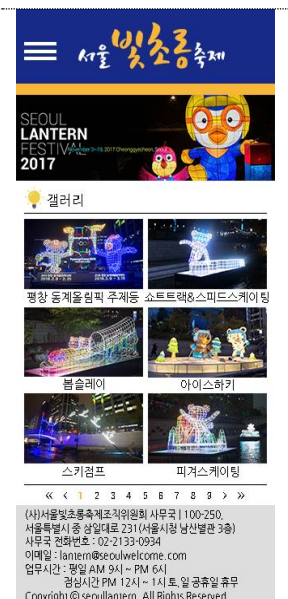 서울 빛초롱축제
SEOUL
LANTERN
FESTIVAL
2017
November 3~19, 2017 Cheonggyecheon, Seoul
갤러리
평창 동계올림픽 주제등
쇼트트랙&스피드스케이팅
봅슬레이
아이스하키
스키점프
피겨스케이팅
« < 1 2 3 4 5 6 7 8 9 > »
(사)서울빛초롱축제조직위원회 사무국 | 100-250,
서울특별시 중 삼일대로 231(서울시청 남산별관 3층)
사무국 전화번호 : 02-2133-0934
이메일 : lantern@seoulwelcome.com
업무시간 : 평일 AM 9시 ~ PM 6시
점심시간 PM 12시 ~ 1시 토,일 공휴일 휴무
Copyright © seoullantern. All Rights Reserved.